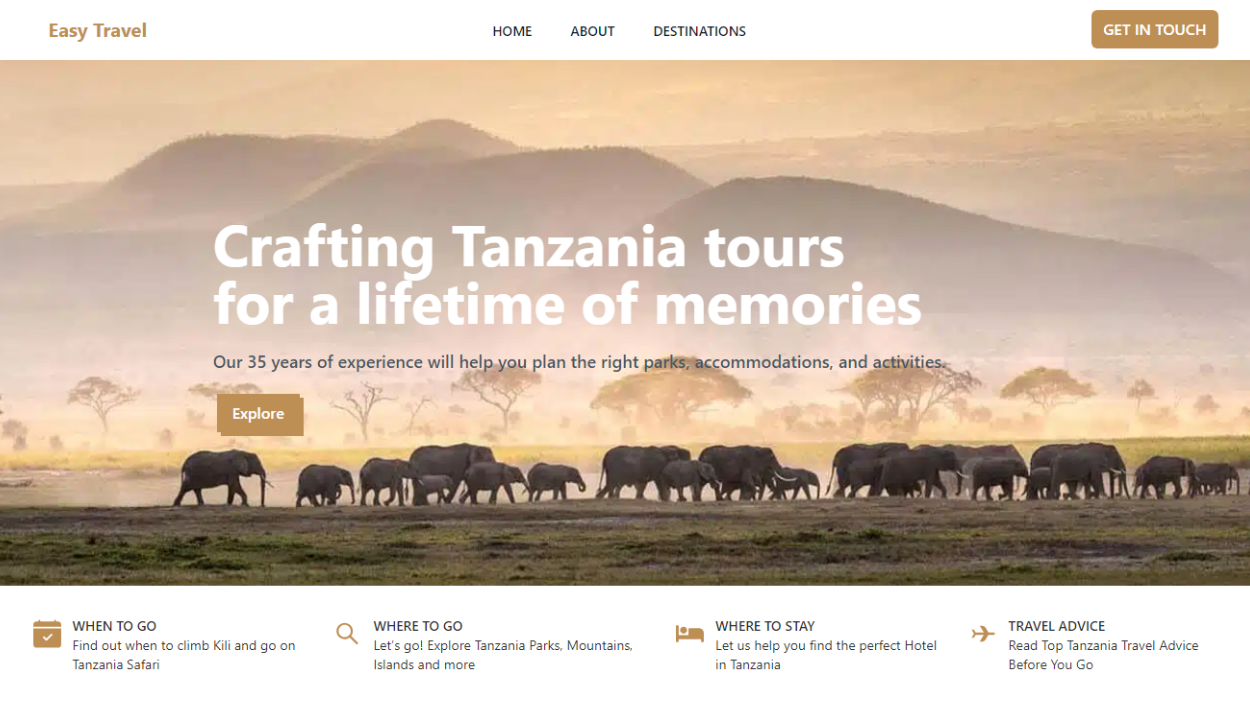 Easy Travel
HOME ABOUT DESTINATIONS
GET IN TOUCH
Crafting Tanzania tours
for a lifetime of memories
Our 35 years of experience will help you plan the right parks, accommodations, and activities.
Explore
WHEN TO GO
Find out when to climb Kili and go on
Tanzania Safari
WHERE TO GO
Let's go! Explore Tanzania Parks, Mountains,
Islands and more
WHERE TO STAY
Let us help you find the perfect Hotel
in Tanzania
TRAVEL ADVICE
Read Top Tanzania Travel Advice
Before You Go